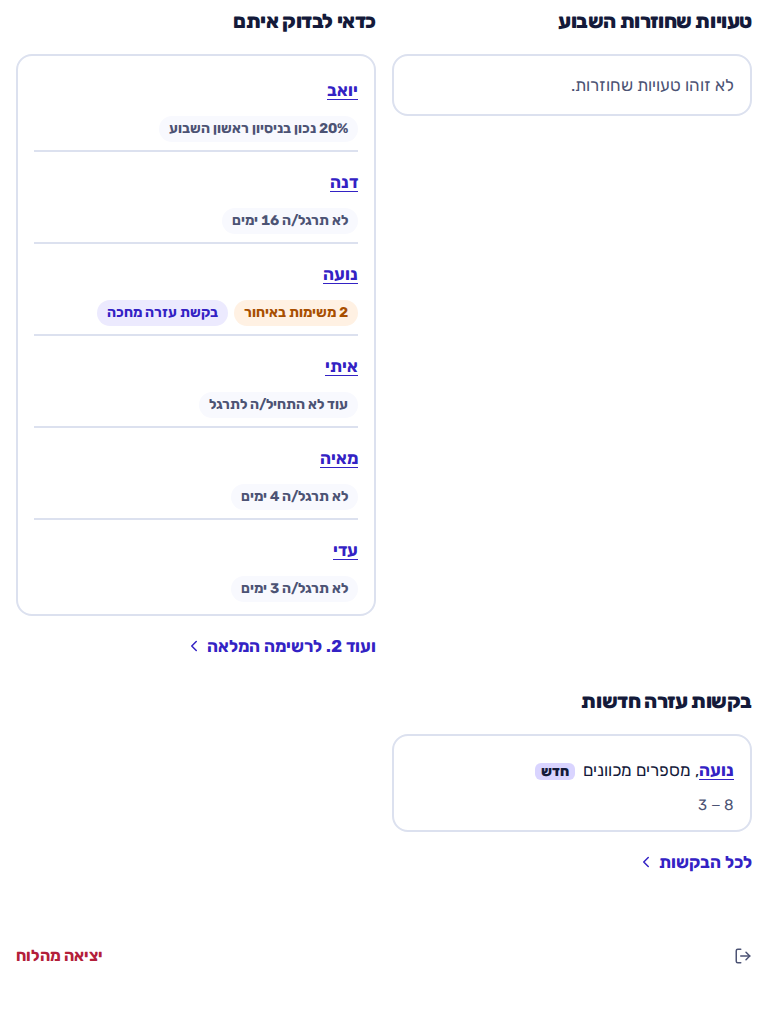 טעויות שחוזרות השבוע
לא זוהו טעויות שחוזרות.
כדאי לבדוק איתם
יואב
20% נכון בניסיון ראשון השבוע
דנה
לא תרגל/ה 16 ימים
נועה
2 משימות באיחור
בקשת עזרה מחכה
איתי
עוד לא התחיל/ה לתרגל
מאיה
לא תרגל/ה 4 ימים
עדי
לא תרגל/ה 3 ימים
ועוד 2. לרשימה המלאה
בקשות עזרה חדשות
נועה, מספרים מכוונים חדש
3 – 8
לכל הבקשות
יציאה מהלוח